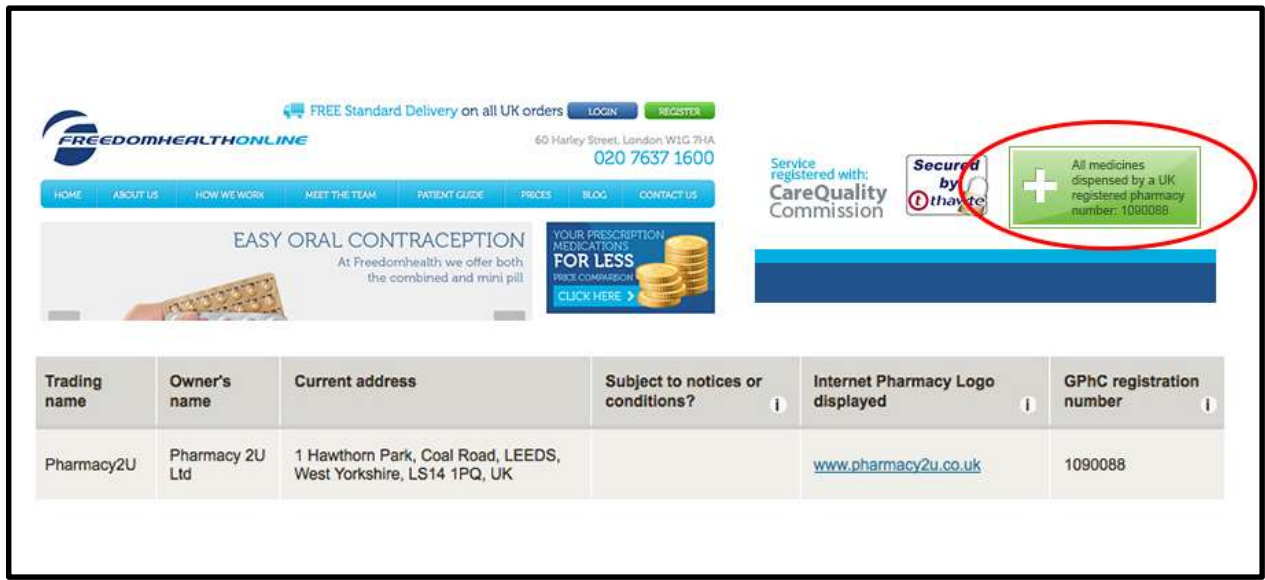 FREE Standard Delivery on all UK orders
LOGIN
REGISTER
FREEDOMHEALTHONLINE
60 Harley Street, London W1G 7HA
020 7637 1600
HOME
ABOUT US
HOW WE WORK
MEET THE TEAM
PATIENT GUIDE
PRICES
BLOG
CONTACT US
EASY ORAL CONTRACEPTION
At Freedomhealth we offer both
the combined and mini pill
YOUR PRESCRIPTION
MEDICATIONS
FOR LESS
PRICE COMPARISON
CLICK HERE
Service
registered with:
CareQuality
Commission
Secured
by
thawte
All medicines
dispensed by a UK
registered pharmacy
number: 1090088
Trading
name
Owner's
name
Current address
Subject to notices or
conditions?
i
Internet Pharmacy Logo
displayed
i
GPhC registration
number
i
Pharmacy2U
Pharmacy 2U
Ltd
1 Hawthorn Park, Coal Road, LEEDS,
West Yorkshire, LS14 1PQ, UK
www.pharmacy2u.co.uk
1090088